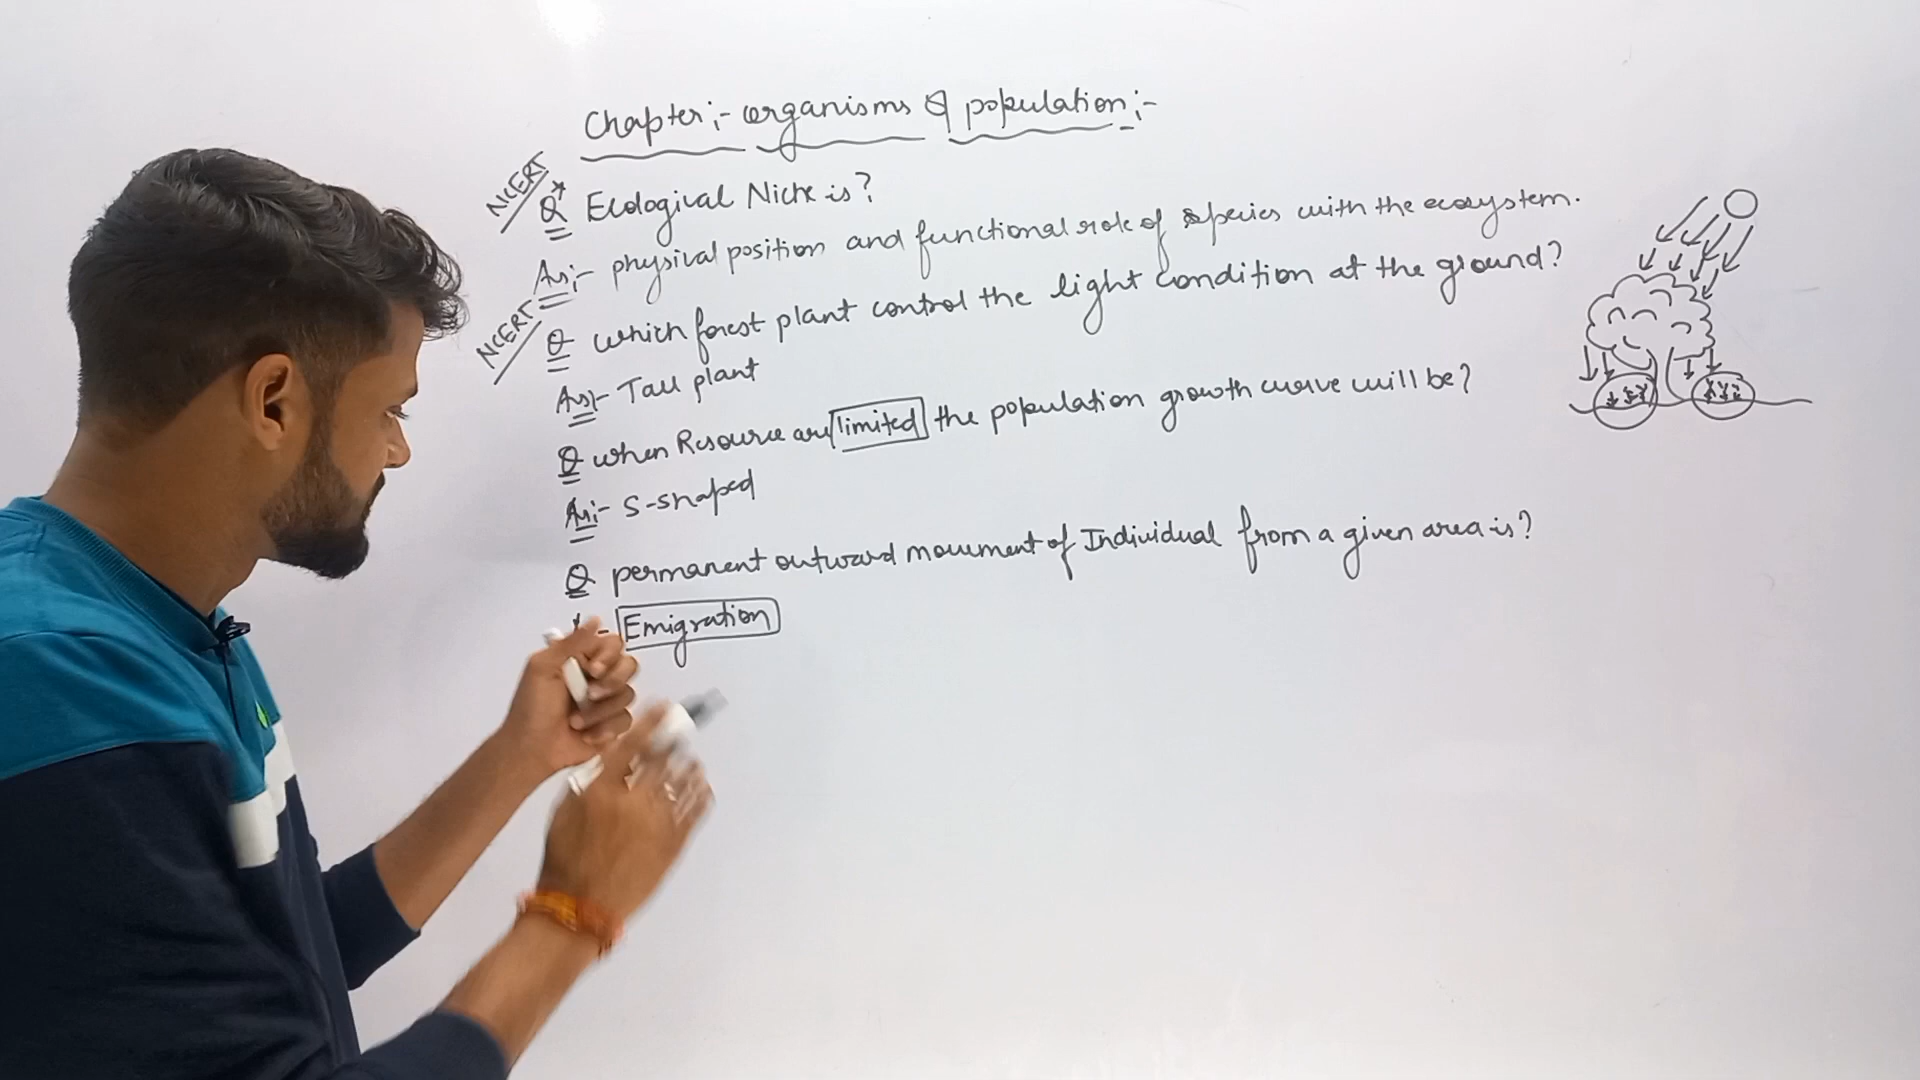 Chapter:- organisms & population:-
NCERT
Q* Ecological Niche is?
Ans:- physical position and functional role of species with the ecosystem.
NCERT
Q which forest plant control the light condition at the ground?
Ans:- Tall plant
Q when Resource are limited the population growth curve will be?
Ans:- S-shaped
Q permanent outward movement of Individual from a given area is?
- Emigration